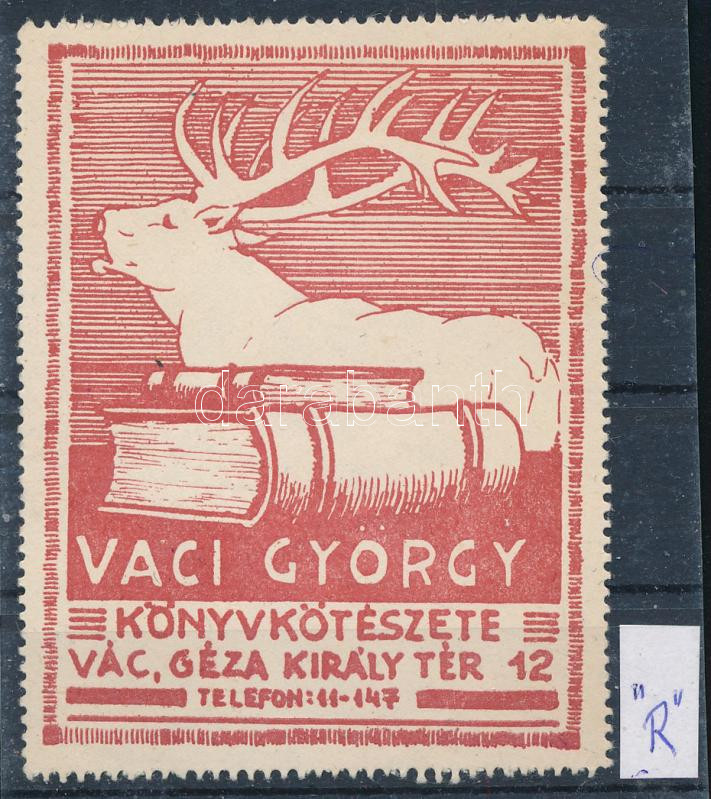 darabanth
VACI GYÖRGY
KÖNYVKÖTÉSZETE
VÁC, GÉZA KIRÁLY TÉR 12
TELEFON: 11-147
"R"